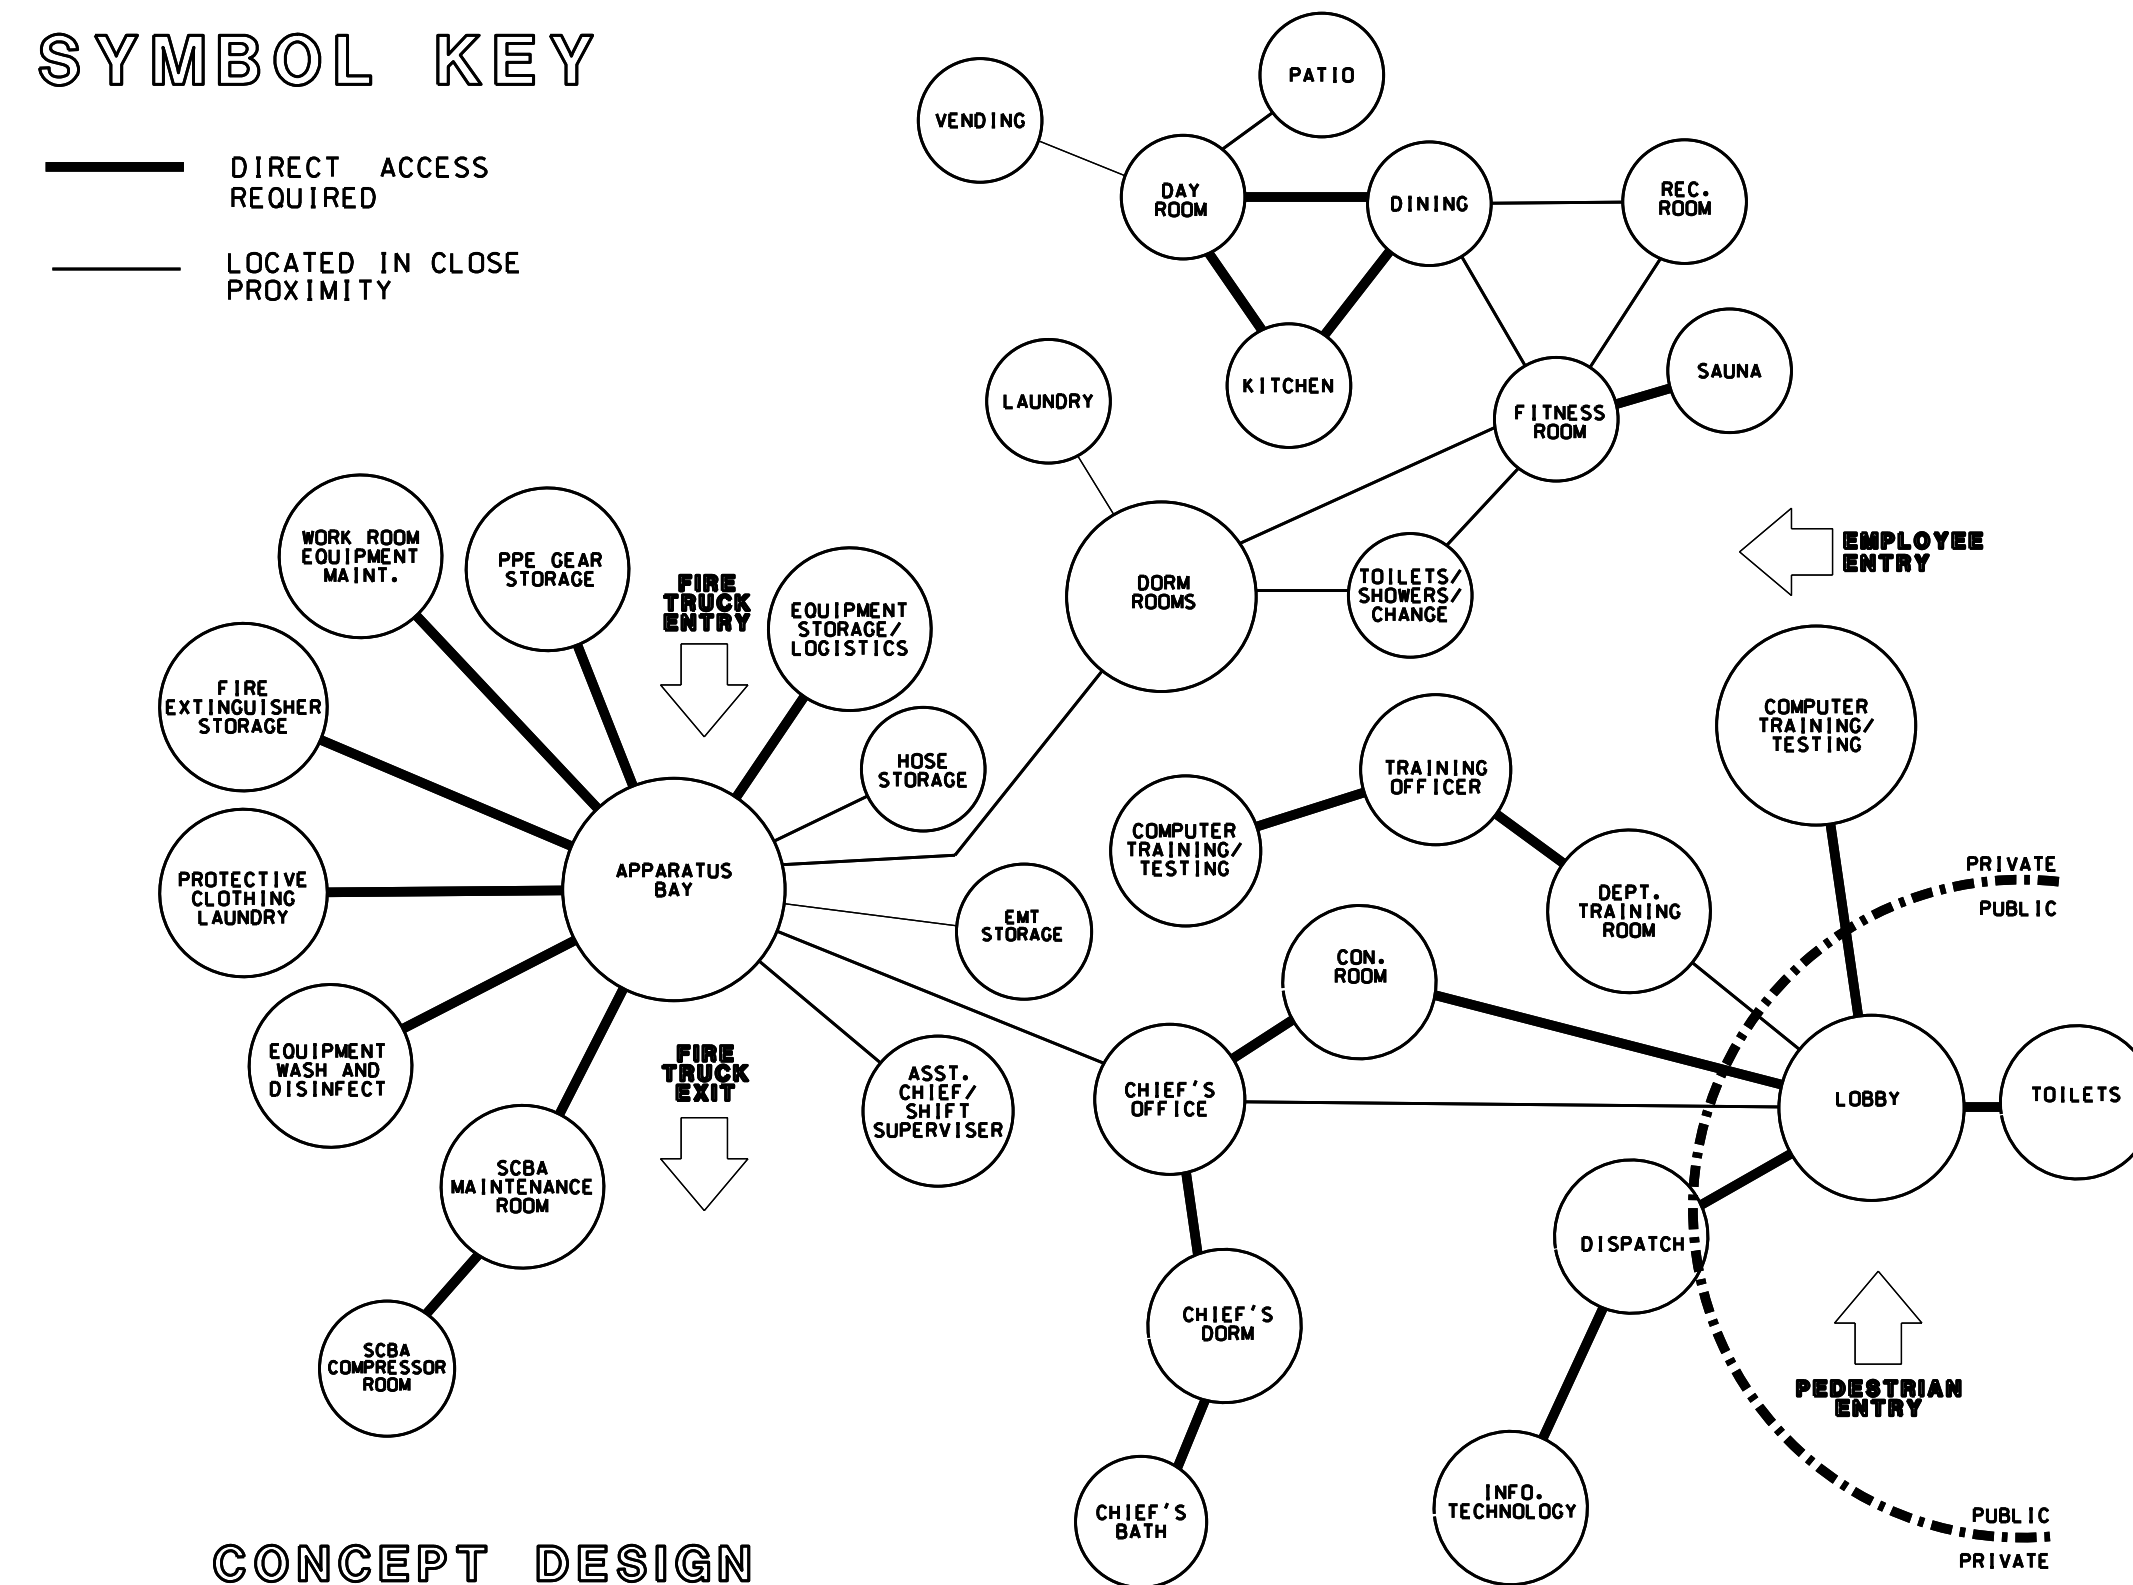 SYMBOL KEY
DIRECT ACCESS
REQUIRED
LOCATED IN CLOSE
PROXIMITY
PATIO
VENDING
DAY
ROOM
DINING
REC.
ROOM
KITCHEN
SAUNA
LAUNDRY
FITNESS
ROOM
WORK ROOM
EQUIPMENT
MAINT.
PPE GEAR
STORAGE
FIRE
TRUCK
ENTRY
EQUIPMENT
STORAGE/
LOGISTICS
DORM
ROOMS
TOILETS/
SHOWERS/
CHANGE
EMPLOYEE
ENTRY
FIRE
EXTINGUISHER
STORAGE
HOSE
STORAGE
TRAINING
OFFICER
COMPUTER
TRAINING/
TESTING
COMPUTER
TRAINING/
TESTING
PROTECTIVE
CLOTHING
LAUNDRY
APPARATUS
BAY
EMT
STORAGE
DEPT.
TRAINING
ROOM
PRIVATE
PUBLIC
CON.
ROOM
EQUIPMENT
WASH AND
DISINFECT
FIRE
TRUCK
EXIT
ASST.
CHIEF/
SHIFT
SUPERVISER
CHIEF'S
OFFICE
LOBBY
TOILETS
SCBA
MAINTENANCE
ROOM
DISPATCH
CHIEF'S
DORM
SCBA
COMPRESSOR
ROOM
PEDESTRIAN
ENTRY
CHIEF'S
BATH
INFO.
TECHNOLOGY
PUBLIC
PRIVATE
CONCEPT DESIGN